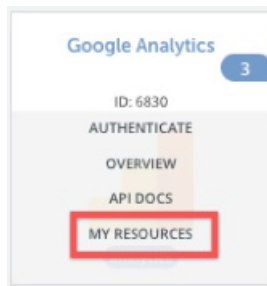 Google Analytics
3
ID: 6830
AUTHENTICATE
OVERVIEW
API DOCS
MY RESOURCES